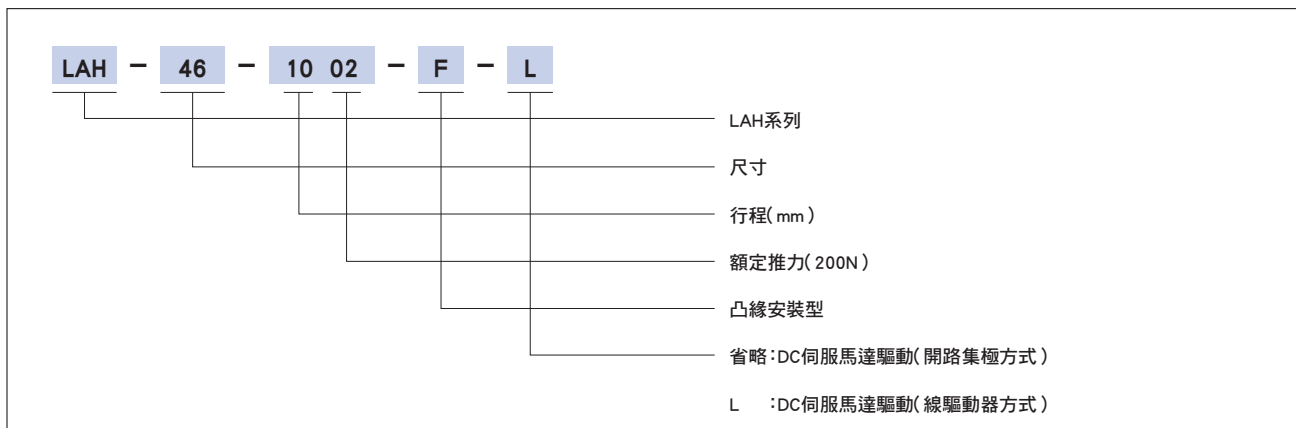 LAH - 46 - 10 02 - F - L
LAH系列
尺寸
行程(mm)
額定推力(200N)
凸緣安裝型
省略:DC伺服馬達驅動(開路集極方式)
L :DC伺服馬達驅動(線驅動器方式)